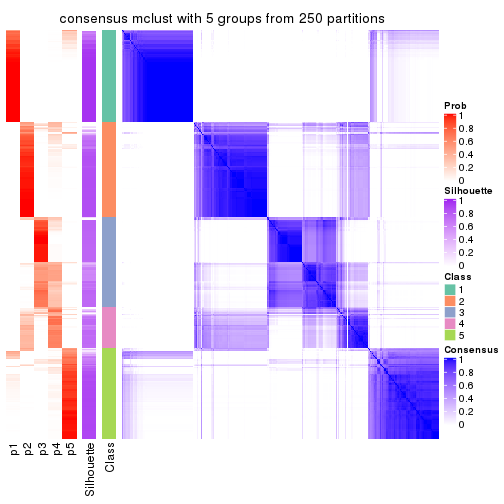 consensus mclust with 5 groups from 250 partitions
Prob
1
0.8
0.6
0.4
0.2
0
Silhouette
1
0.8
0.6
0.4
0.2
0
Class
1
2
3
4
5
Consensus
1
0.8
0.6
0.4
0.2
0
p1
p2
p3
p4
p5
Silhouette
Class